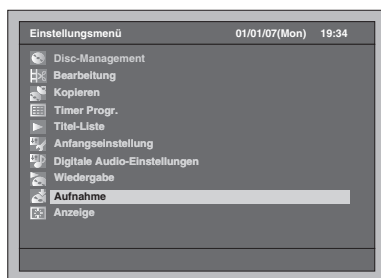 Einstellungsmenü 01/01/07(Mon) 19:34
Disc-Management
Bearbeitung
Kopieren
Timer Progr.
Titel-Liste
Anfangseinstellung
Digitale Audio-Einstellungen
Wiedergabe
Aufnahme
Anzeige